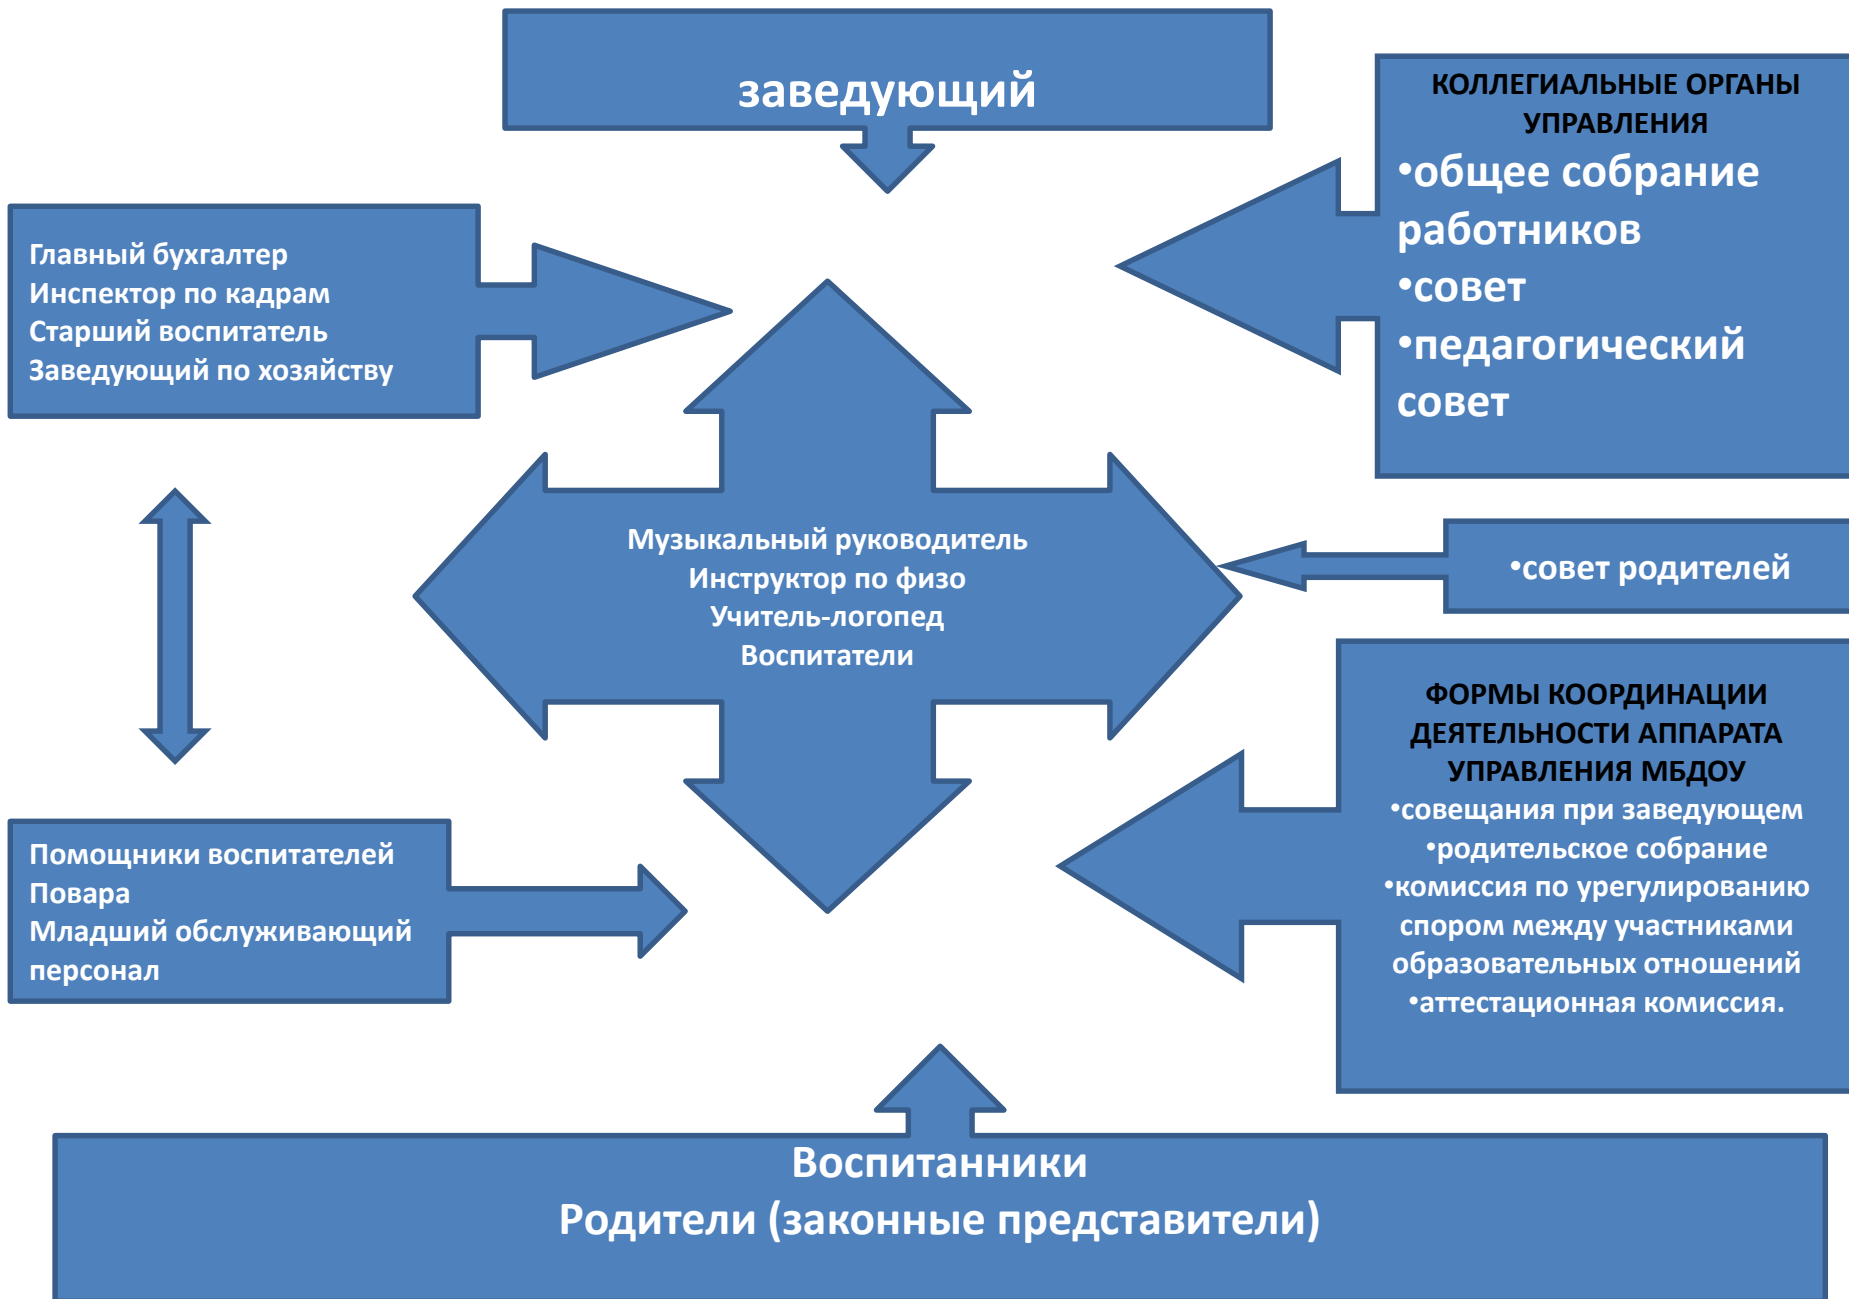 заведующий
КОЛЛЕГИАЛЬНЫЕ ОРГАНЫ
УПРАВЛЕНИЯ
•общее собрание
работников
•совет
•педагогический
совет
Главный бухгалтер
Инспектор по кадрам
Старший воспитатель
Заведующий по хозяйству
Музыкальный руководитель
Инструктор по физо
Учитель-логопед
Воспитатели
•совет родителей
ФОРМЫ КООРДИНАЦИИ
ДЕЯТЕЛЬНОСТИ АППАРАТА
УПРАВЛЕНИЯ МБДОУ
•совещания при заведующем
•родительское собрание
•комиссия по урегулированию
спором между участниками
образовательных отношений
•аттестационная комиссия.
Помощники воспитателей
Повара
Младший обслуживающий
персонал
Воспитанники
Родители (законные представители)